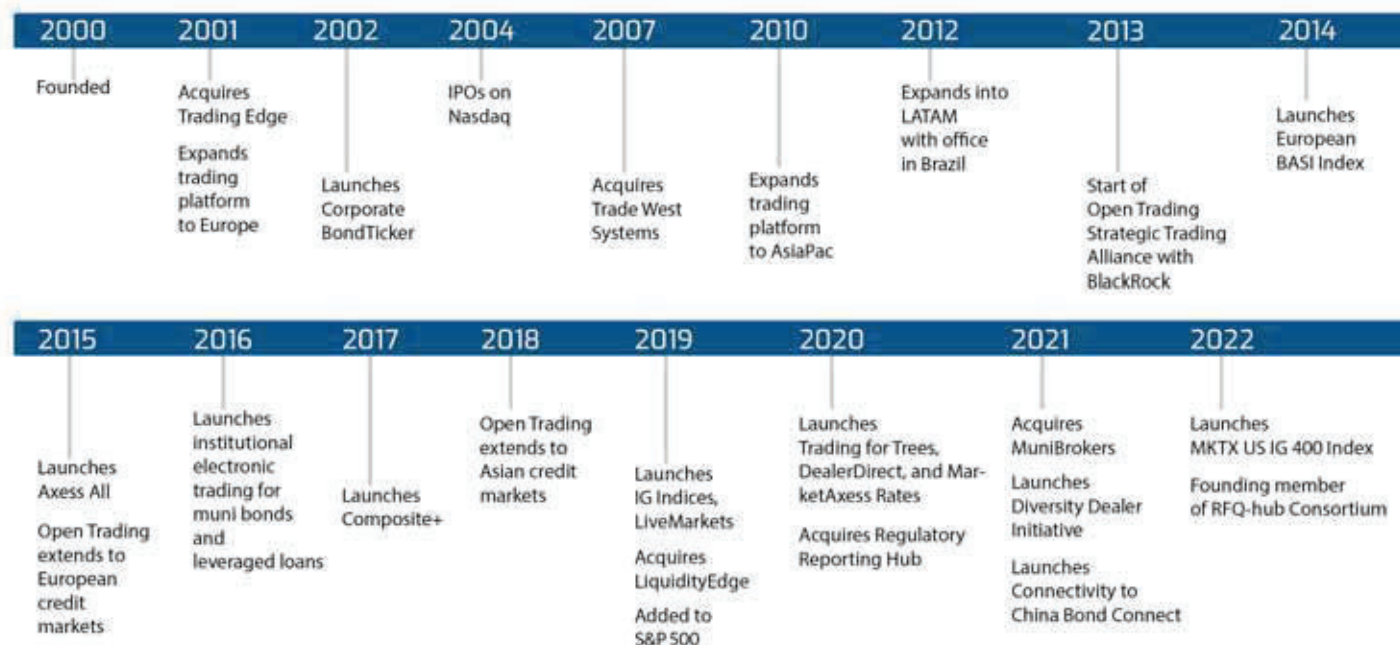 2000 2001 2002 2004 2007 2010 2012 2013 2014
Founded
Acquires
Trading Edge
Expands
trading
platform
to Europe
Launches
Corporate
BondTicker
IPOs on
Nasdaq
Acquires
Trade West
Systems
Expands
trading
platform
to AsiaPac
Expands into
LATAM
with office
in Brazil
Start of
Open Trading
Strategic Trading
Alliance with
BlackRock
Launches
European
BASI Index
2015 2016 2017 2018 2019 2020 2021 2022
Launches
Axess All
Open Trading
extends to
European
credit
markets
Launches
institutional
electronic
trading for
muni bonds
and
leveraged loans
Launches
Composite+
Open Trading
extends to
Asian credit
markets
Launches
IG Indices,
LiveMarkets
Acquires
LiquidityEdge
Added to
S&P 500
Launches
Trading for Trees,
DealerDirect, and Mar-
ketAxess Rates
Acquires Regulatory
Reporting Hub
Acquires
MuniBrokers
Launches
Diversity Dealer
Initiative
Launches
Connectivity to
China Bond Connect
Launches
MKTX US IG 400 Index
Founding member
of RFQ-hub Consortium